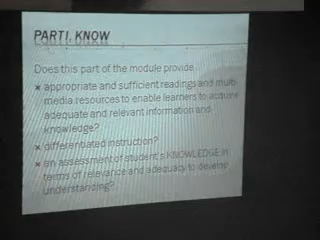 PART I. KNOW
Does this part of the module provide
× appropriate and sufficient readings and multi-
media resources to enable learners to acquire
adequate and relevant information and
knowledge?
× differentiated instruction?
× an assessment of student's KNOWLEDGE in
terms of relevance and adequacy to develop
understanding?